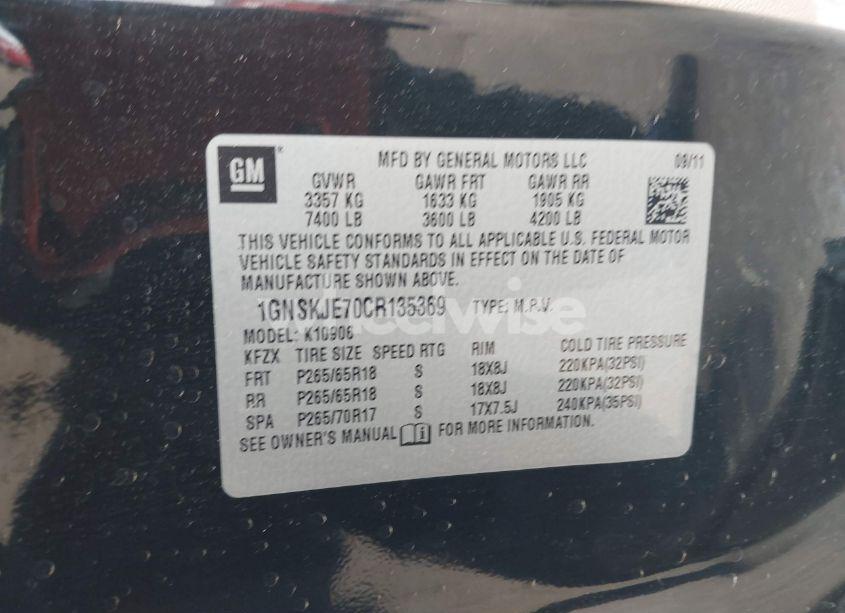 GM ® MFD BY GENERAL MOTORS LLC 08/11
GVWR GAWR FRT GAWR RR
3357 KG 1633 KG 1905 KG
7400 LB 3600 LB 4200 LB
THIS VEHICLE CONFORMS TO ALL APPLICABLE U.S. FEDERAL MOTOR
VEHICLE SAFETY STANDARDS IN EFFECT ON THE DATE OF
MANUFACTURE SHOWN ABOVE.
1GNSKJE70CR135369 TYPE: M.P.V.
MODEL: K10906
KFZX TIRE SIZE SPEED RTG RIM COLD TIRE PRESSURE
FRT P265/65R18 S 18X8J 220KPA(32PSI)
RR P265/65R18 S 18X8J 220KPA(32PSI)
SPA P265/70R17 S 17X7.5J 240KPA(35PSI)
SEE OWNER'S MANUAL FOR MORE INFORMATION.